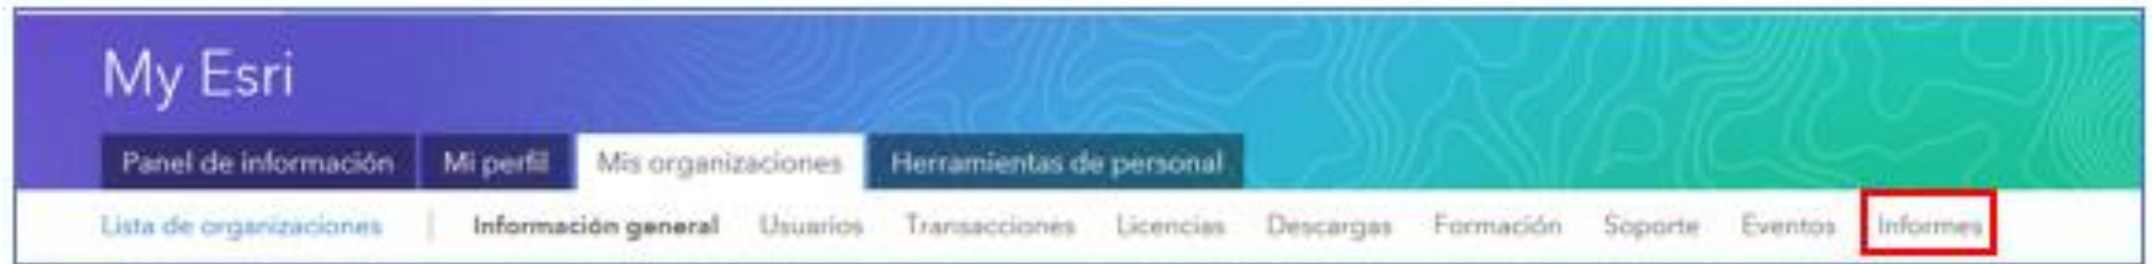 My Esri
Panel de información Mi perfil Mis organizaciones Herramientas de personal
Lista de organizaciones | Información general Usuarios Transacciones Licencias Descargas Formación Soporte Eventos Informes